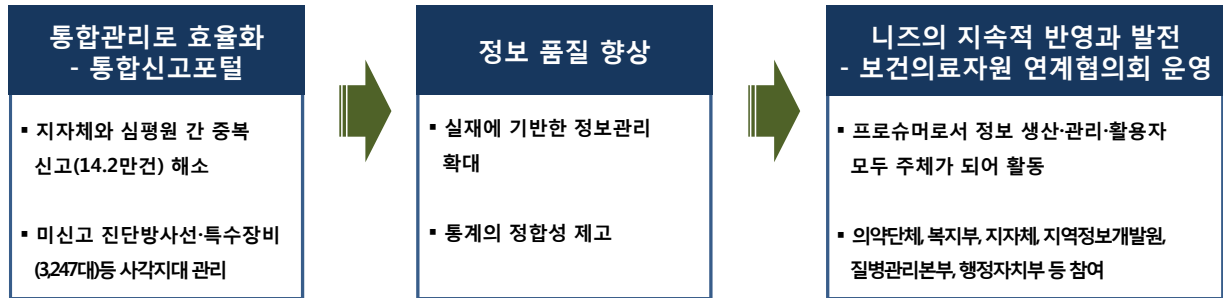 통합관리로 효율화
- 통합신고포털
▪ 지자체와 심평원 간 중복
신고(14.2만건) 해소
▪ 미신고 진단방사선·특수장비
(3,247대)등 사각지대 관리
정보 품질 향상
▪ 실재에 기반한 정보관리
확대
▪ 통계의 정합성 제고
니즈의 지속적 반영과 발전
- 보건의료자원 연계협의회 운영
▪ 프로슈머로서 정보 생산·관리·활용자
모두 주체가 되어 활동
▪ 의약단체, 복지부, 지자체, 지역정보개발원,
질병관리본부, 행정자치부 등 참여